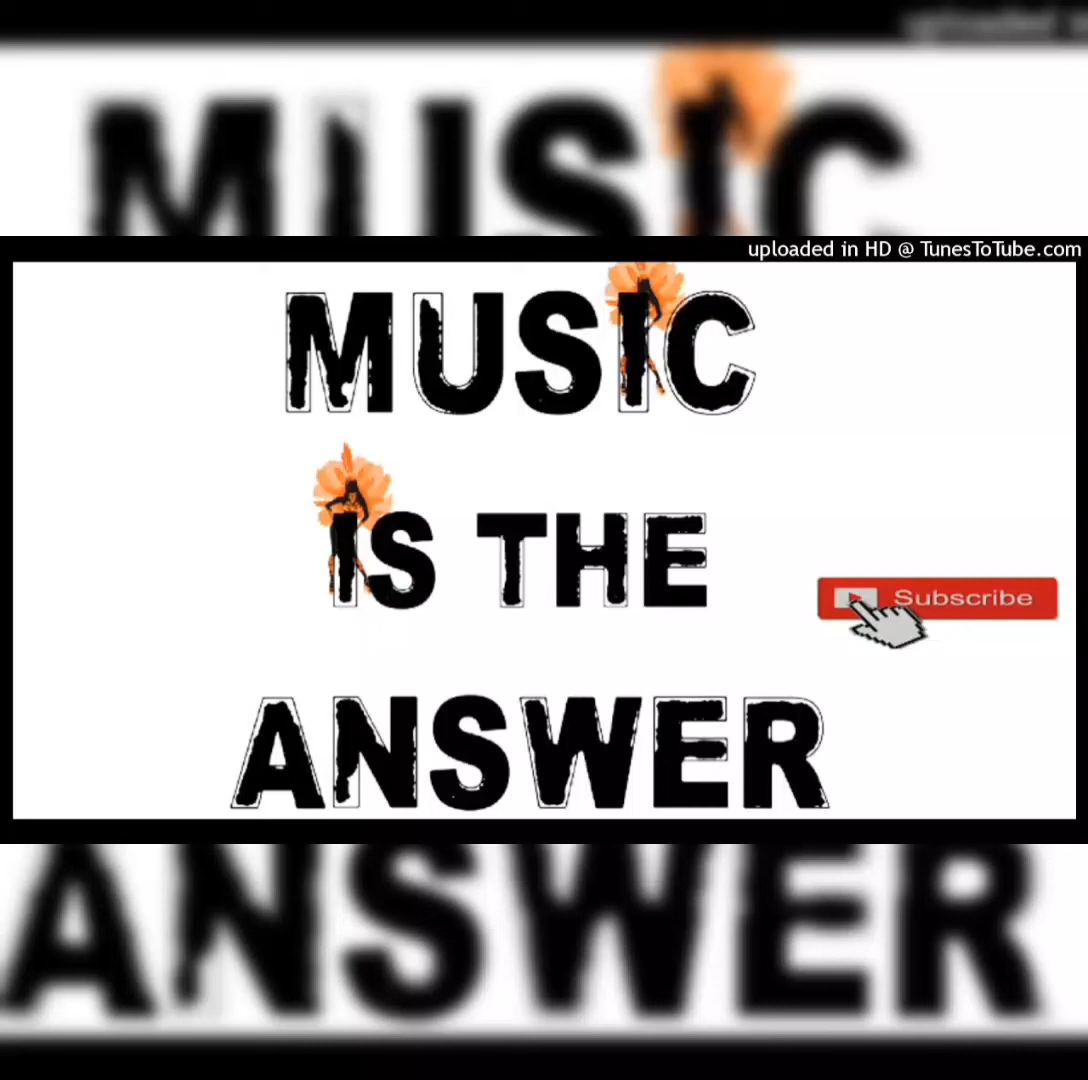 uploaded in HD @ TunesToTube.com
MUSIC
IS THE
Subscribe
ANSWER